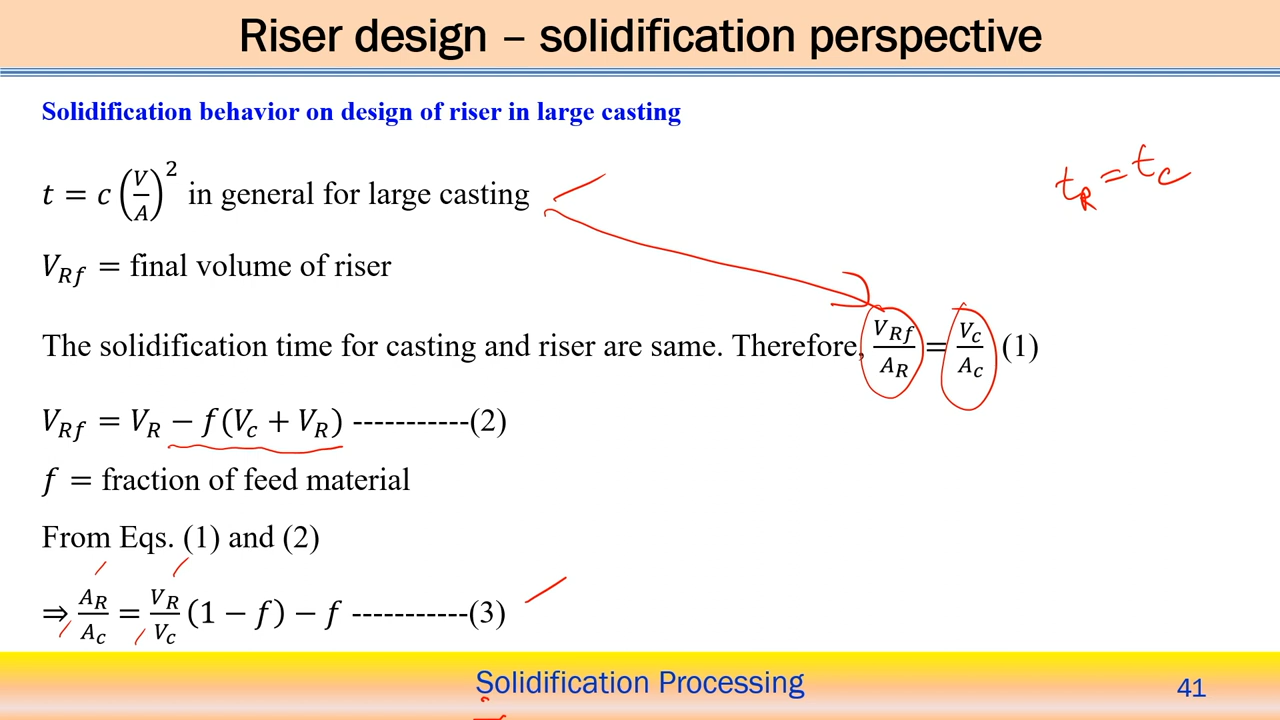 Riser design – solidification perspective
Solidification behavior on design of riser in large casting
t = c (V/A)² in general for large casting
t_R = t_c
V_Rf = final volume of riser
The solidification time for casting and riser are same. Therefore, V_Rf/A_R = V_c/A_c (1)
V_Rf = V_R − f(V_c + V_R) -----------(2)
f = fraction of feed material
From Eqs. (1) and (2)
⇒ A_R/A_c = V_R/V_c (1 − f) − f -----------(3)
Solidification Processing
41